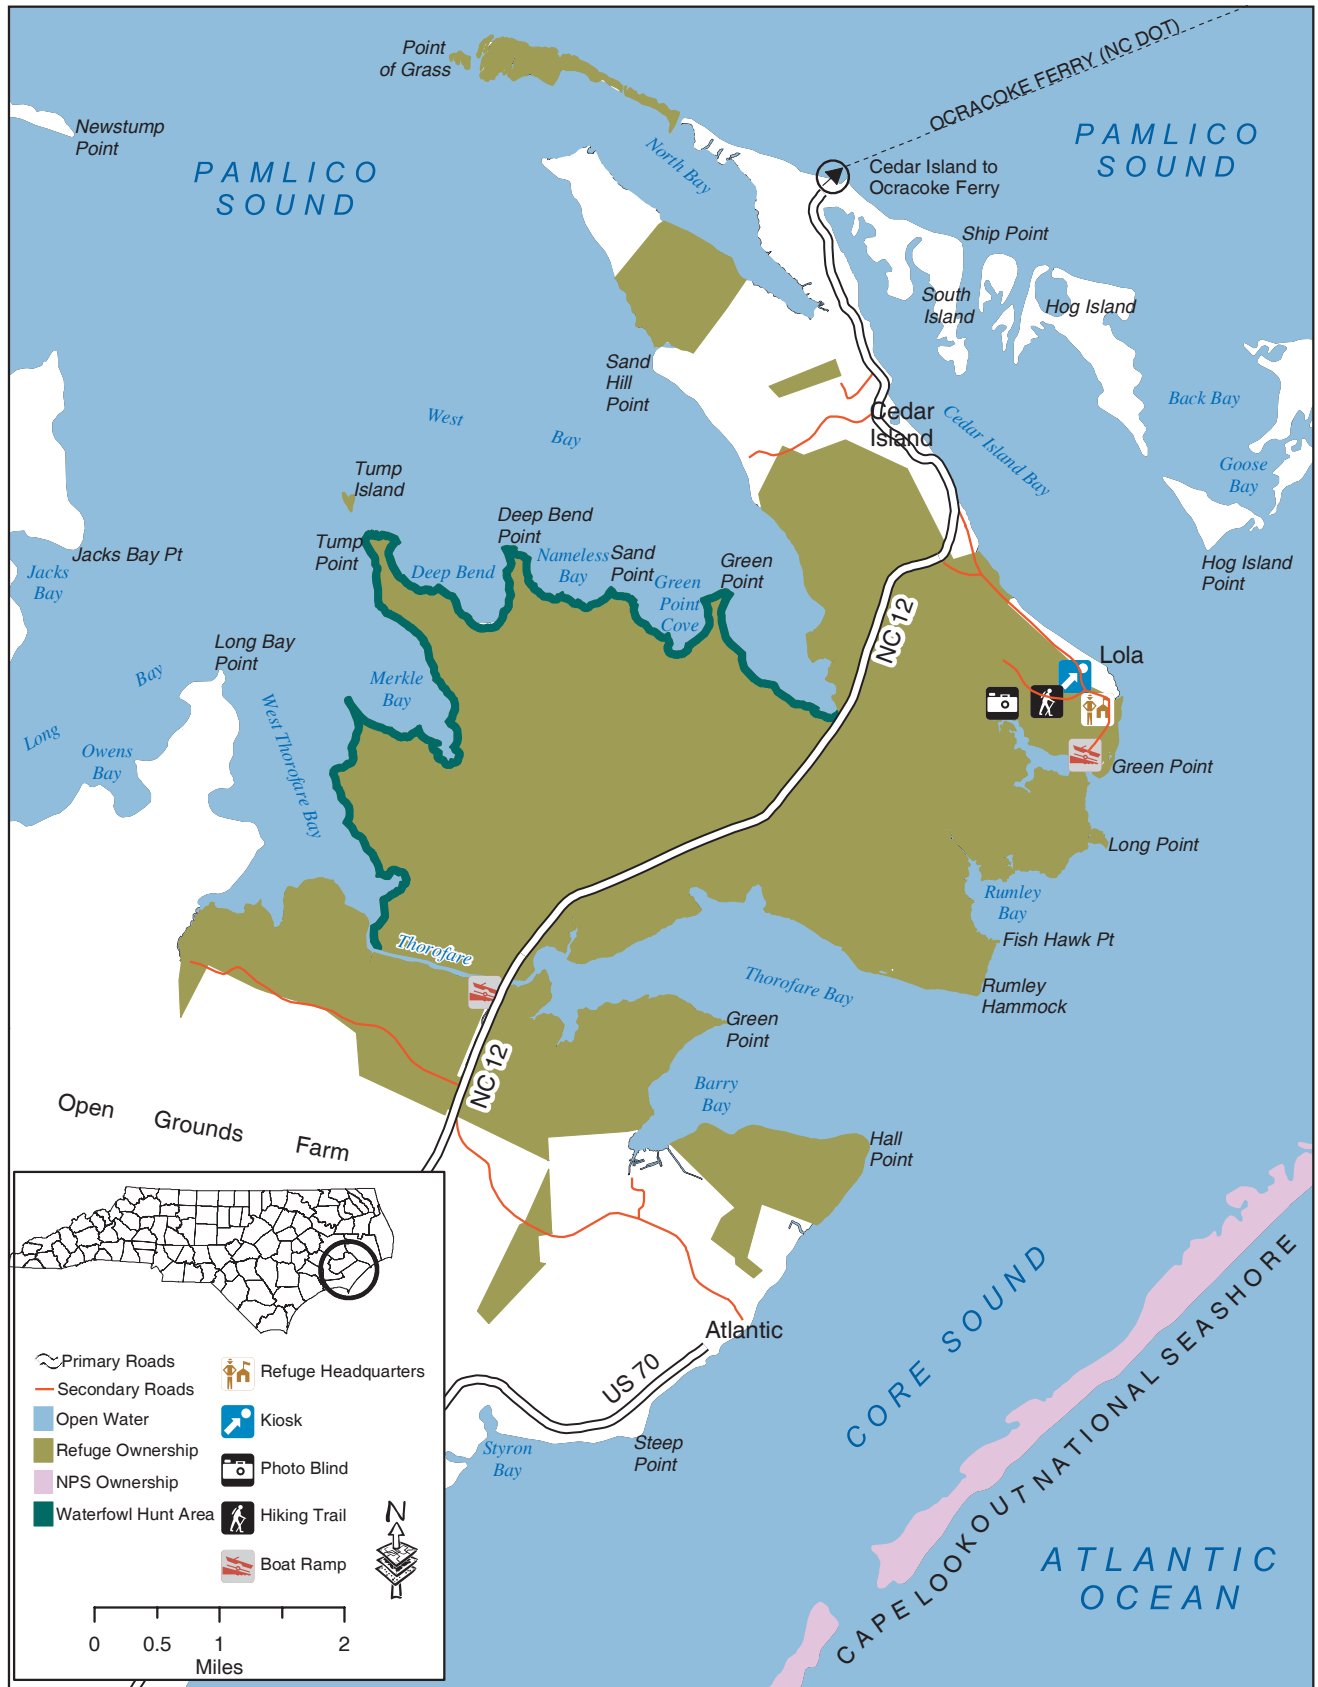 Point
of Grass
OCRACOKE FERRY (NC DOT)
Newstump
Point
PAMLICO
SOUND
PAMLICO
SOUND
North Bay
Cedar Island to
Ocracoke Ferry
Ship Point
South
Island
Hog Island
Sand
Hill
Point
Back Bay
West
Bay
Cedar
Island
Cedar Island Bay
Goose
Bay
Tump
Island
Deep Bend
Point
Tump
Point
Deep Bend
Nameless
Bay
Sand
Point
Green
Point
Cove
Green
Point
Jacks Bay Pt
Jacks
Bay
Hog Island
Point
NC 12
Long Bay
Point
Lola
Bay
Long
Merkle
Bay
West Thorofare Bay
Owens
Bay
Green Point
Long Point
Rumley
Bay
Fish Hawk Pt
Thorofare
Thorofare Bay
Rumley
Hammock
Green
Point
NC 12
Barry
Bay
Open Grounds Farm
Hall
Point
CORE SOUND
CAPE LOOKOUT NATIONAL SEASHORE
Atlantic
US 70
Styron
Bay
Steep
Point
ATLANTIC
OCEAN
Primary Roads
Secondary Roads
Open Water
Refuge Ownership
NPS Ownership
Waterfowl Hunt Area
Refuge Headquarters
Kiosk
Photo Blind
Hiking Trail
Boat Ramp
N
0 0.5 1 2
Miles